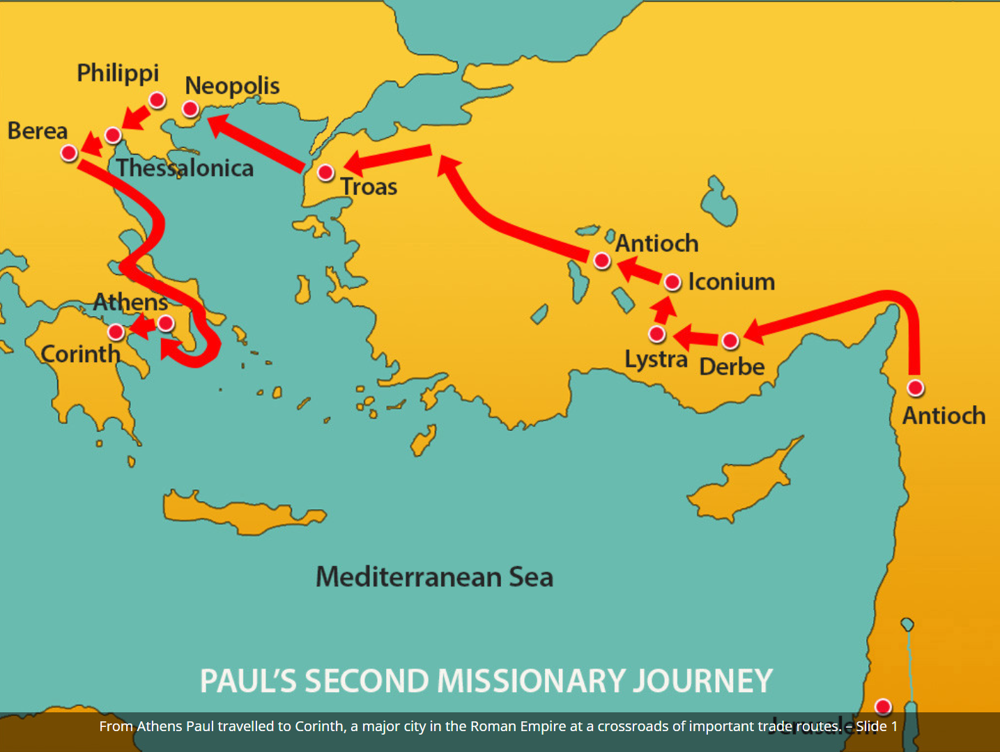 Philippi
Neopolis
Berea
Thessalonica
Troas
Antioch
Iconium
Athens
Corinth
Lystra
Derbe
Antioch
Mediterranean Sea
PAUL’S SECOND MISSIONARY JOURNEY
Jerusalem
From Athens Paul travelled to Corinth, a major city in the Roman Empire at a crossroads of important trade routes. – Slide 1